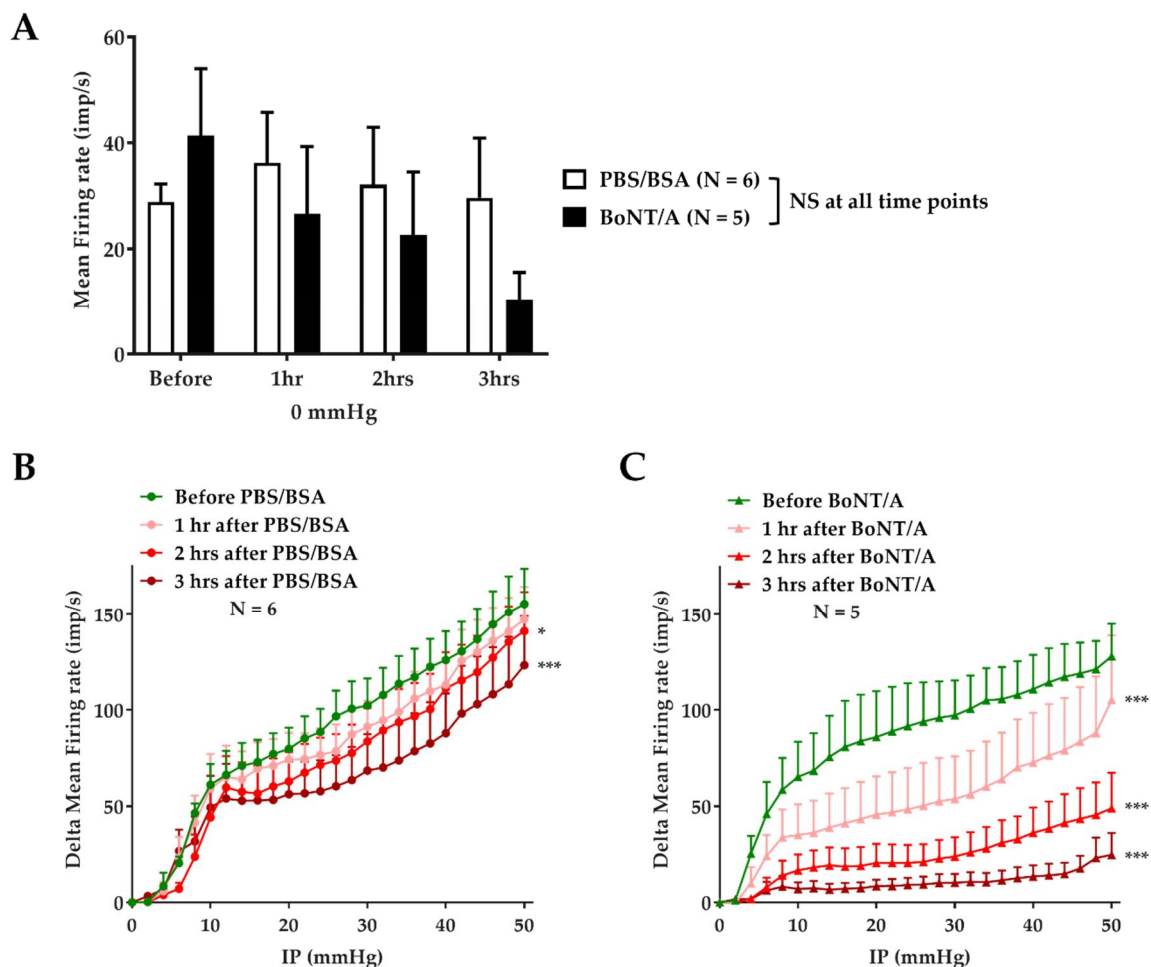 A
Mean Firing rate (imp/s)
60
40
20
0
Before 1hr 2hrs 3hrs
0 mmHg
PBS/BSA (N = 6)
BoNT/A (N = 5)
NS at all time points
B
Before PBS/BSA
1 hr after PBS/BSA
2 hrs after PBS/BSA
3 hrs after PBS/BSA
N = 6
Delta Mean Firing rate (imp/s)
150
100
50
0
*
***
0 10 20 30 40 50
IP (mmHg)
C
Before BoNT/A
1 hr after BoNT/A
2 hrs after BoNT/A
3 hrs after BoNT/A
N = 5
Delta Mean Firing rate (imp/s)
150
100
50
0
***
***
***
0 10 20 30 40 50
IP (mmHg)